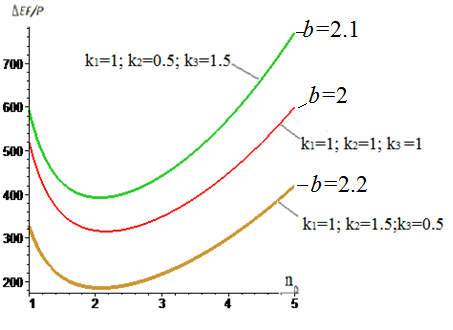 ΔEF/P
b=2.1
k₁=1; k₂=0.5; k₃=1.5
700
600
b=2
500
k₁=1; k₂=1; k₃ =1
400
b=2.2
300
k₁=1; k₂=1.5;k₃=0.5
200
nₚ
1 2 3 4 5